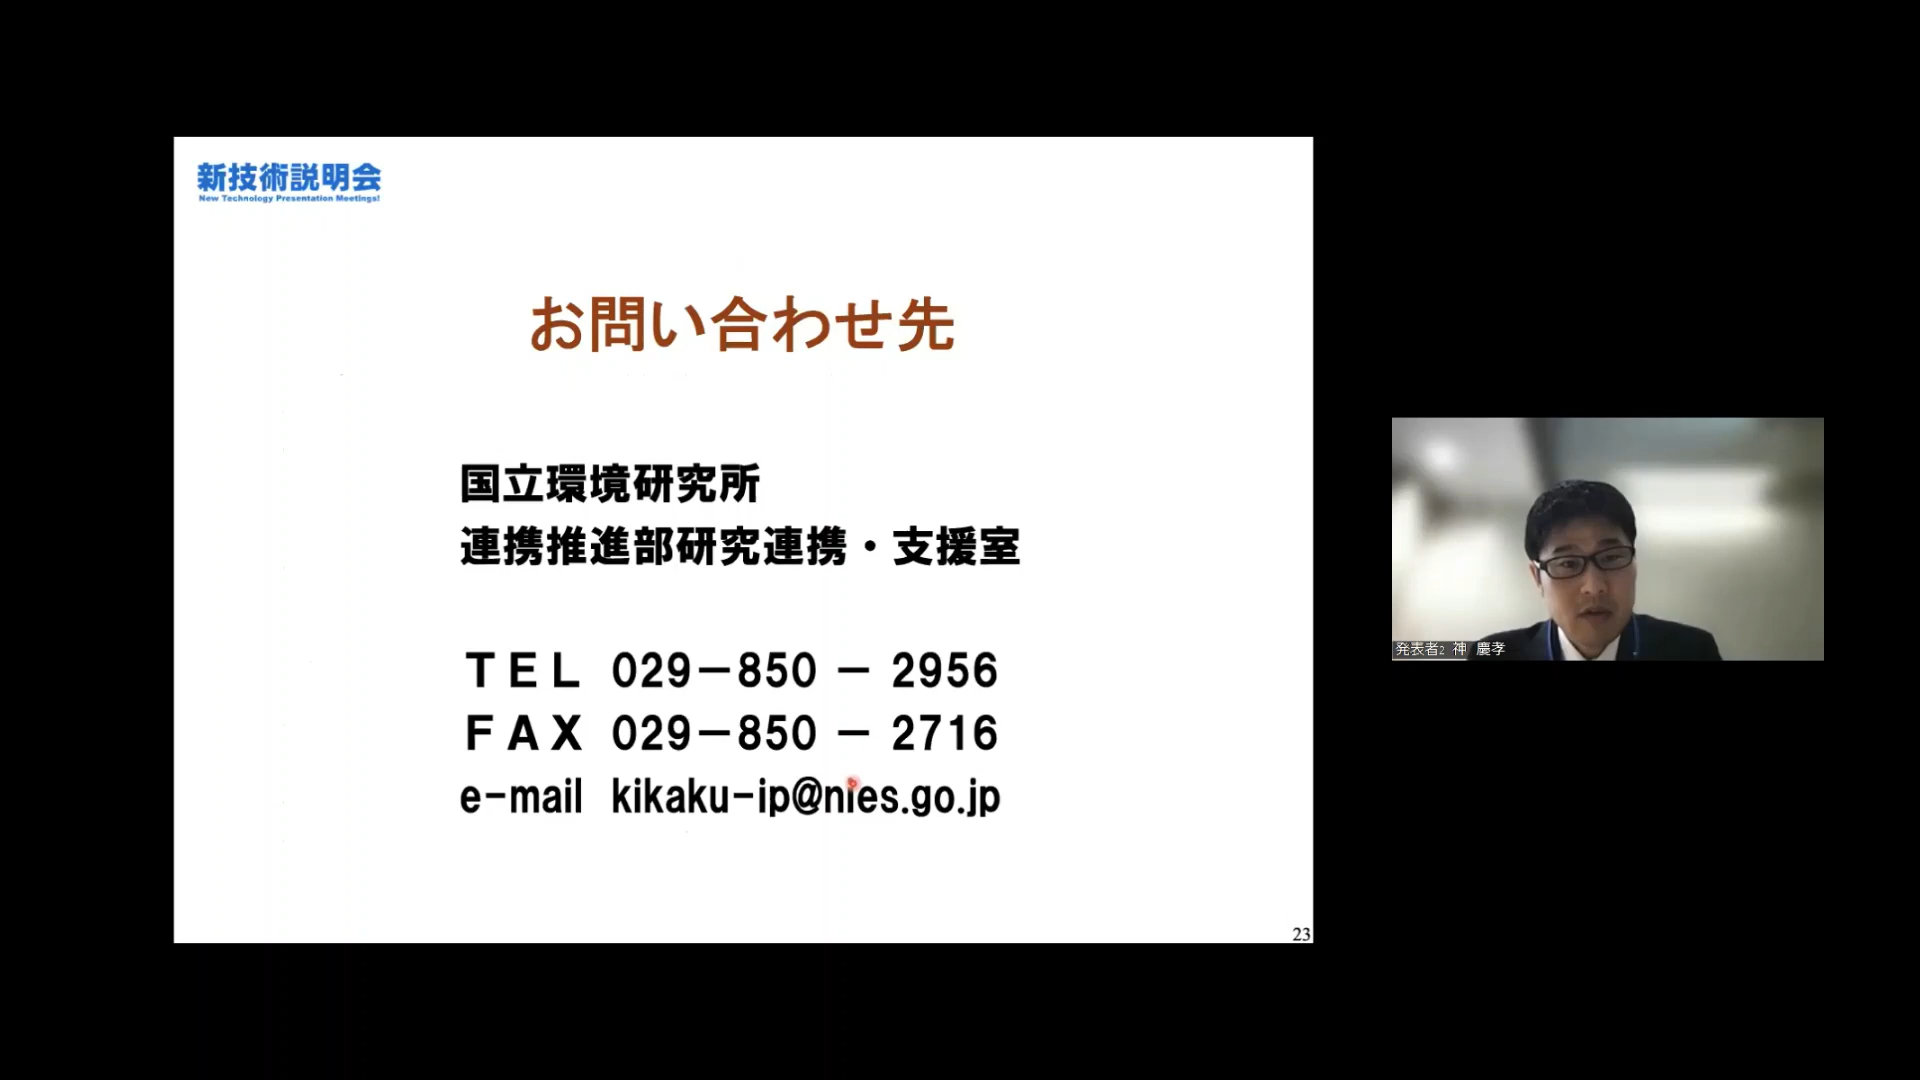 新技術説明会
New Technology Presentation Meetings!
お問い合わせ先
国立環境研究所
連携推進部研究連携・支援室
ＴＥＬ 029－850 － 2956
ＦＡＸ 029－850 － 2716
e-mail kikaku-ip@nies.go.jp
23
発表者2 神 慶孝